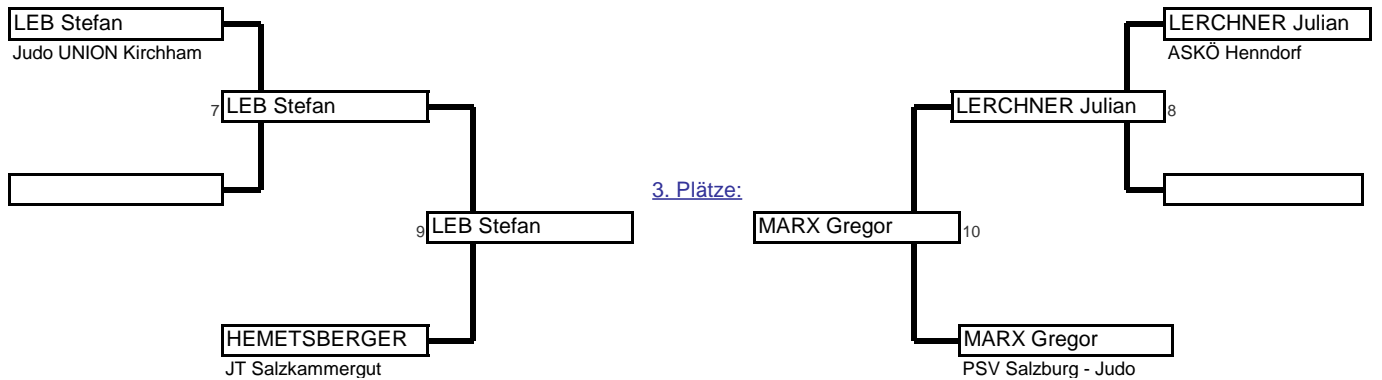 LEB Stefan
Judo UNION Kirchham
LERCHNER Julian
ASKÖ Henndorf
7 LEB Stefan
LERCHNER Julian 8
3. Plätze:
9 LEB Stefan
MARX Gregor 10
HEMETSBERGER
JT Salzkammergut
MARX Gregor
PSV Salzburg - Judo